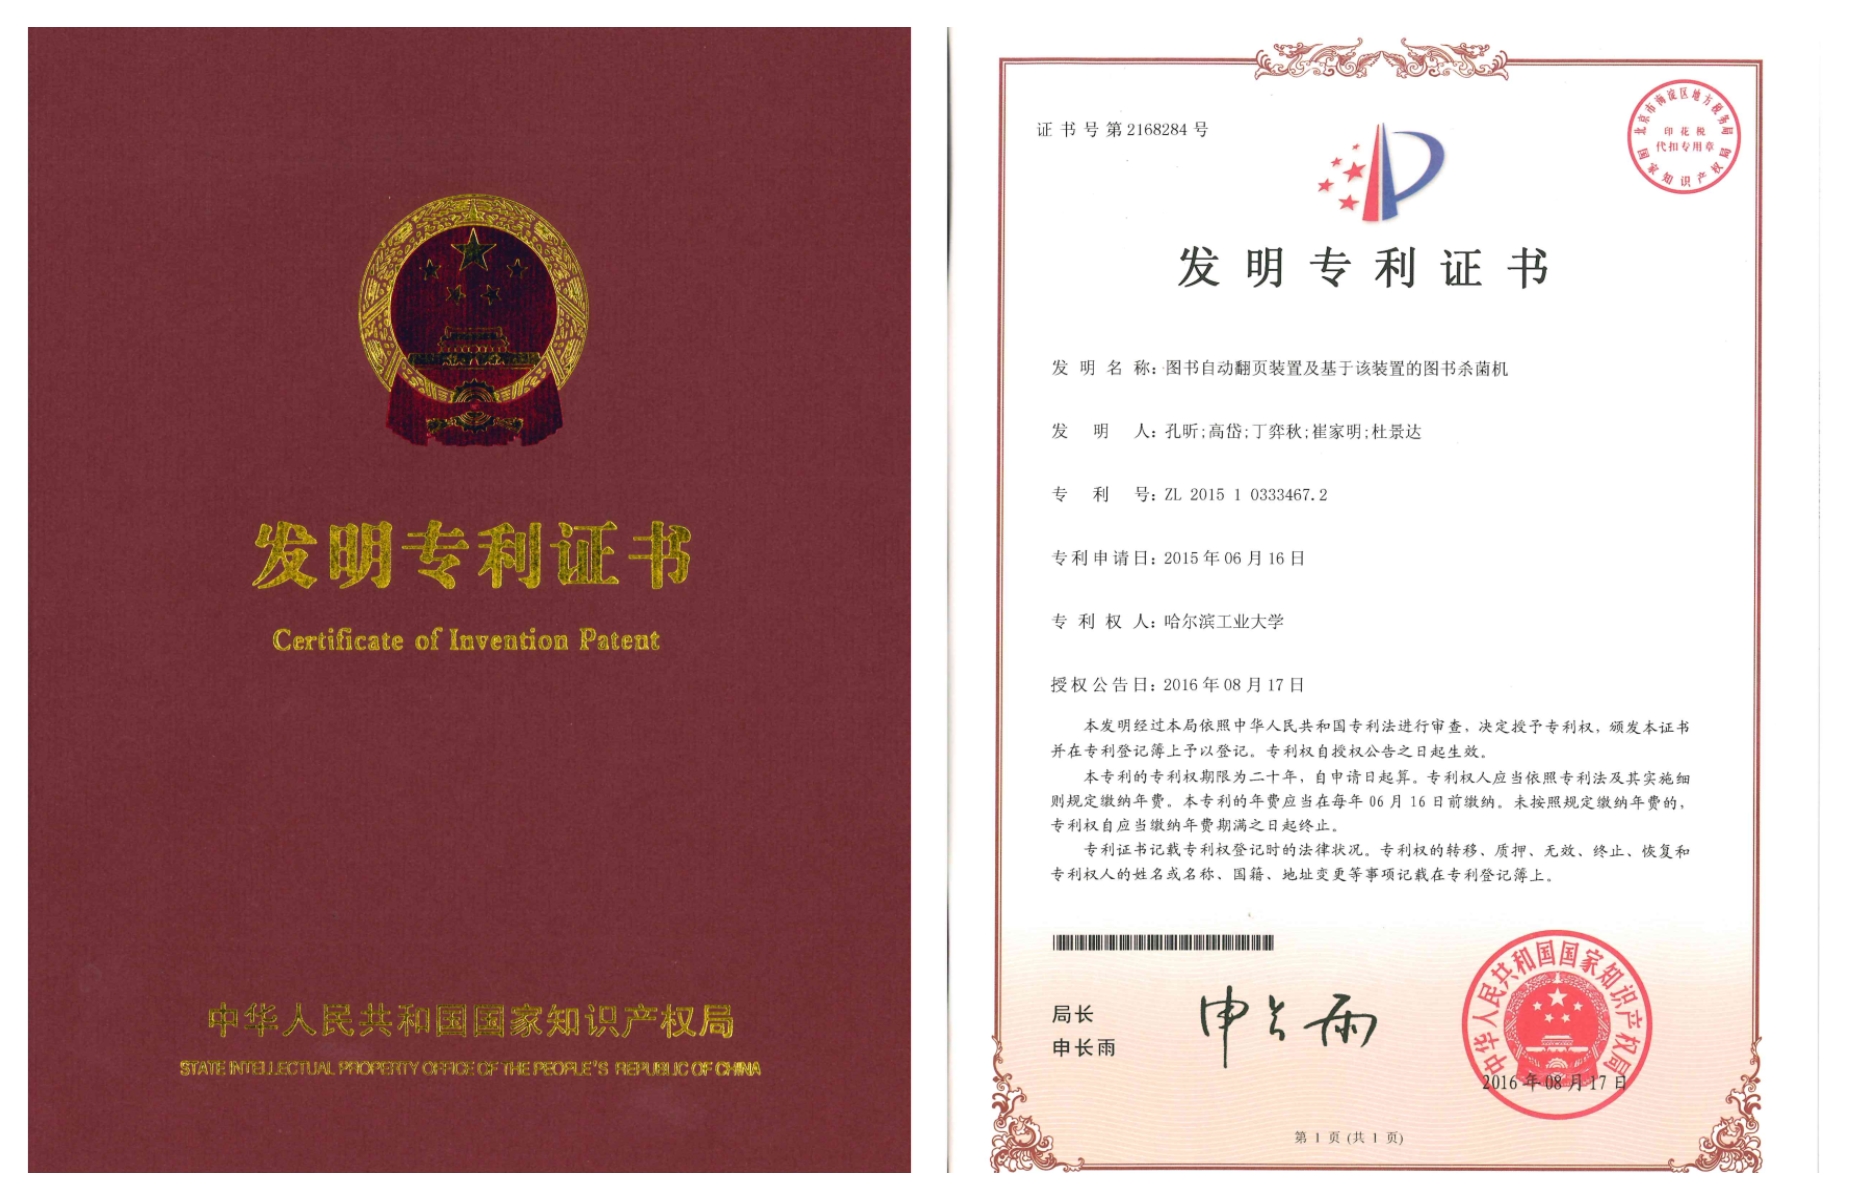 发明专利证书
Certificate of Invention Patent
中华人民共和国国家知识产权局
STATE INTELLECTUAL PROPERTY OFFICE OF THE PEOPLE'S REPUBLIC OF CHINA
证书号第2168284号
北京市海淀区地方税务局
印花税
代扣专用章
国家知识产权局
发明专利证书
发明名称：图书自动翻页装置及基于该装置的图书杀菌机
发明人：孔昕;高岱;丁弈秋;崔家明;杜景达
专利号：ZL 2015 1 0333467.2
专利申请日：2015年06月16日
专利权人：哈尔滨工业大学
授权公告日：2016年08月17日
本发明经过本局依照中华人民共和国专利法进行审查，决定授予专利权，颁发本证书
并在专利登记簿上予以登记。专利权自授权公告之日起生效。
本专利的专利权期限为二十年，自申请日起算。专利权人应当依照专利法及其实施细
则规定缴纳年费。本专利的年费应当在每年06月16日前缴纳。未按照规定缴纳年费的，
专利权自应当缴纳年费期满之日起终止。
专利证书记载专利权登记时的法律状况。专利权的转移、质押、无效、终止、恢复和
专利权人的姓名或名称、国籍、地址变更等事项记载在专利登记簿上。
局长
申长雨
申长雨
中华人民共和国国家知识产权局
2016年08月17日
第1页(共1页)